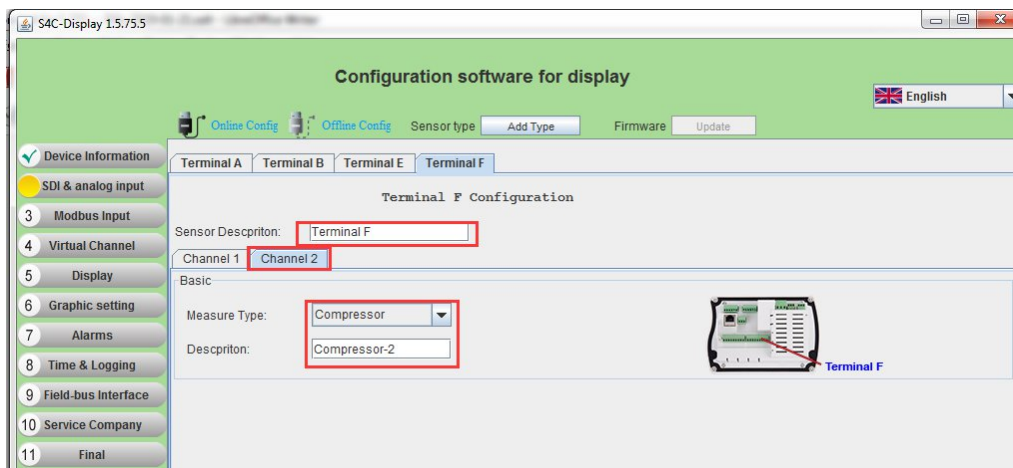 S4C-Display 1.5.75.5
Configuration software for display
English
Online Config Offline Config Sensor type Add Type Firmware Update
Device Information
SDI & analog input
3 Modbus Input
4 Virtual Channel
5 Display
6 Graphic setting
7 Alarms
8 Time & Logging
9 Field-bus Interface
10 Service Company
11 Final
Terminal A Terminal B Terminal E Terminal F
Terminal F Configuration
Sensor Descpriton: Terminal F
Channel 1 Channel 2
Basic
Measure Type: Compressor
Descpriton: Compressor-2
Terminal F